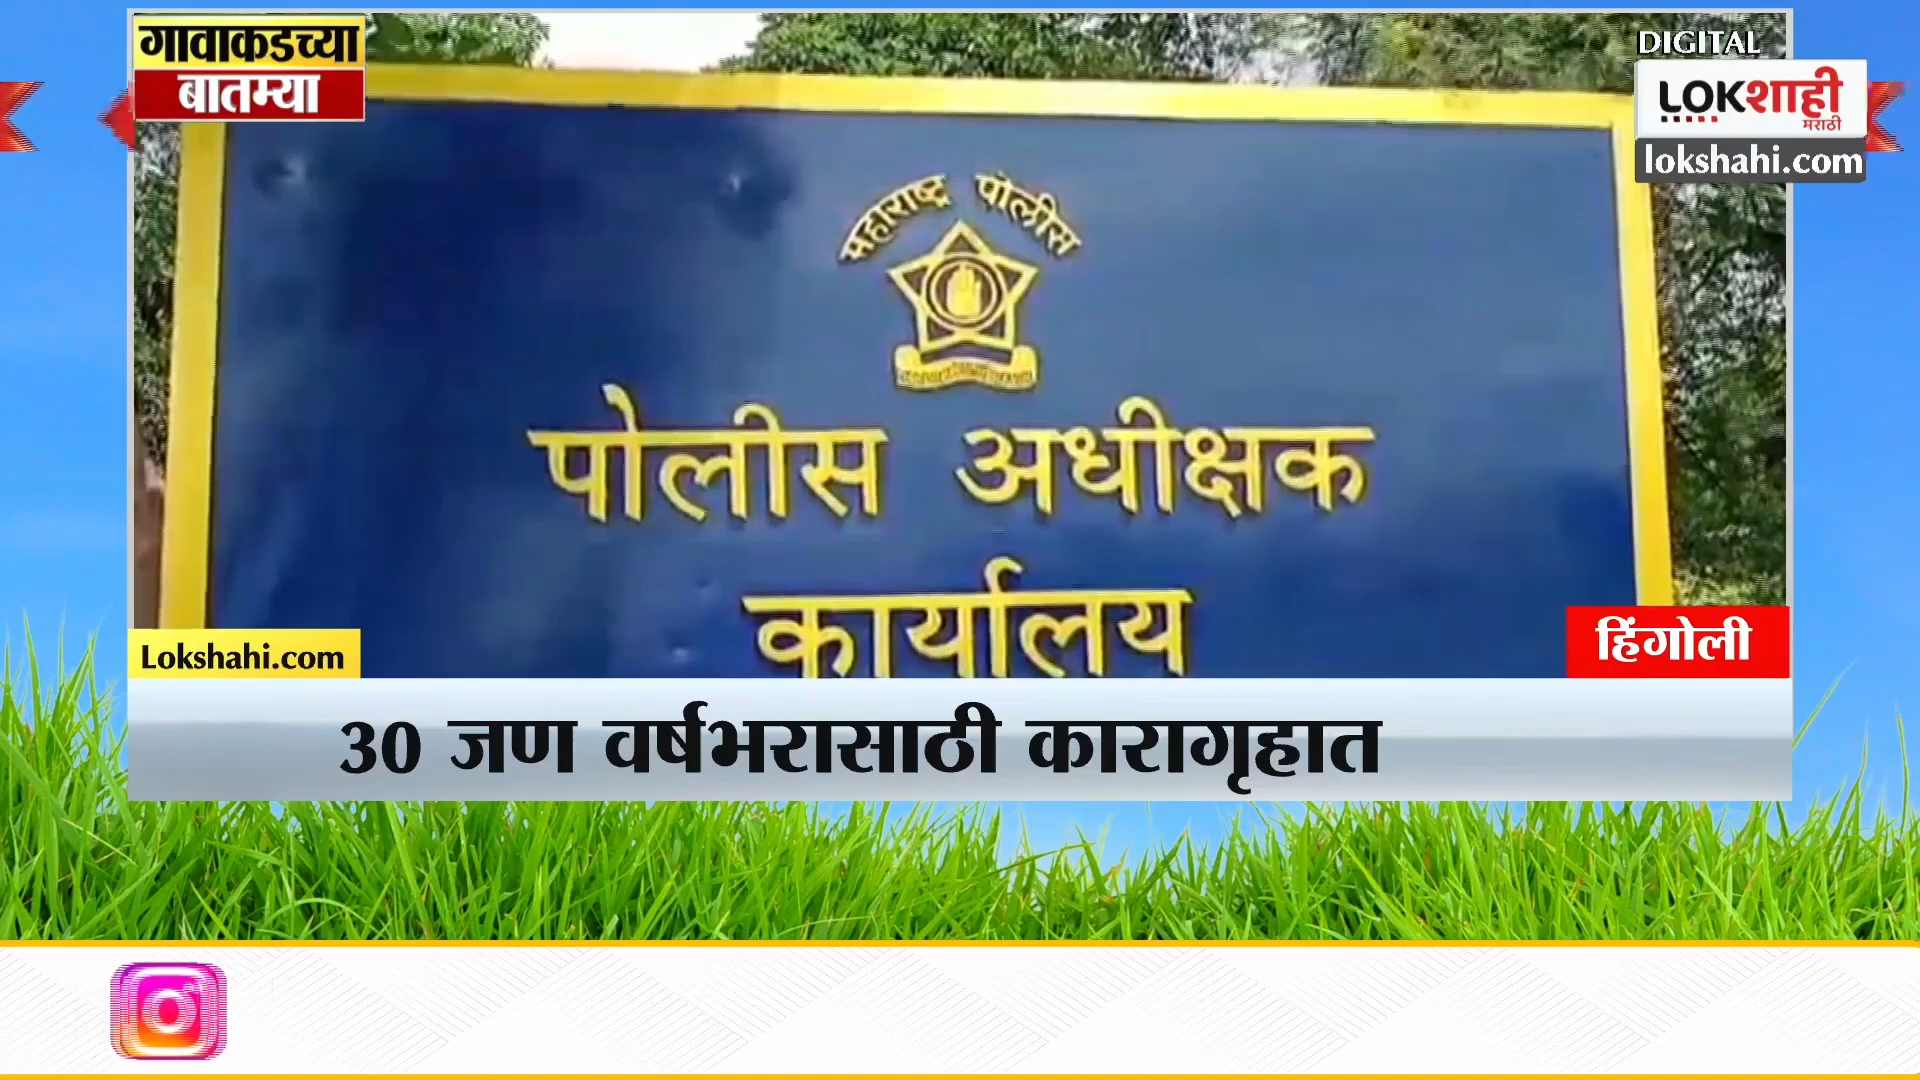 गावाकडच्या
बातम्या
DIGITAL
LOKशाही
मराठी
lokshahi.com
महाराष्ट्र पोलीस
पोलीस अधीक्षक
कार्यालय
हिंगोली
Lokshahi.com
30 जण वर्षभरासाठी कारागृहात